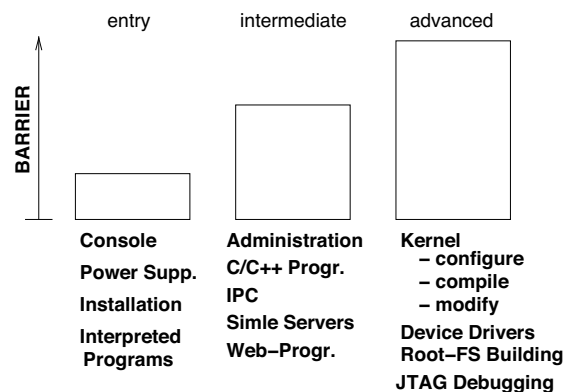 entry
intermediate
advanced
BARRIER
Console
Power Supp.
Installation
Interpreted
Programs
Administration
C/C++ Progr.
IPC
Simle Servers
Web–Progr.
Kernel
– configure
– compile
– modify
Device Drivers
Root–FS Building
JTAG Debugging